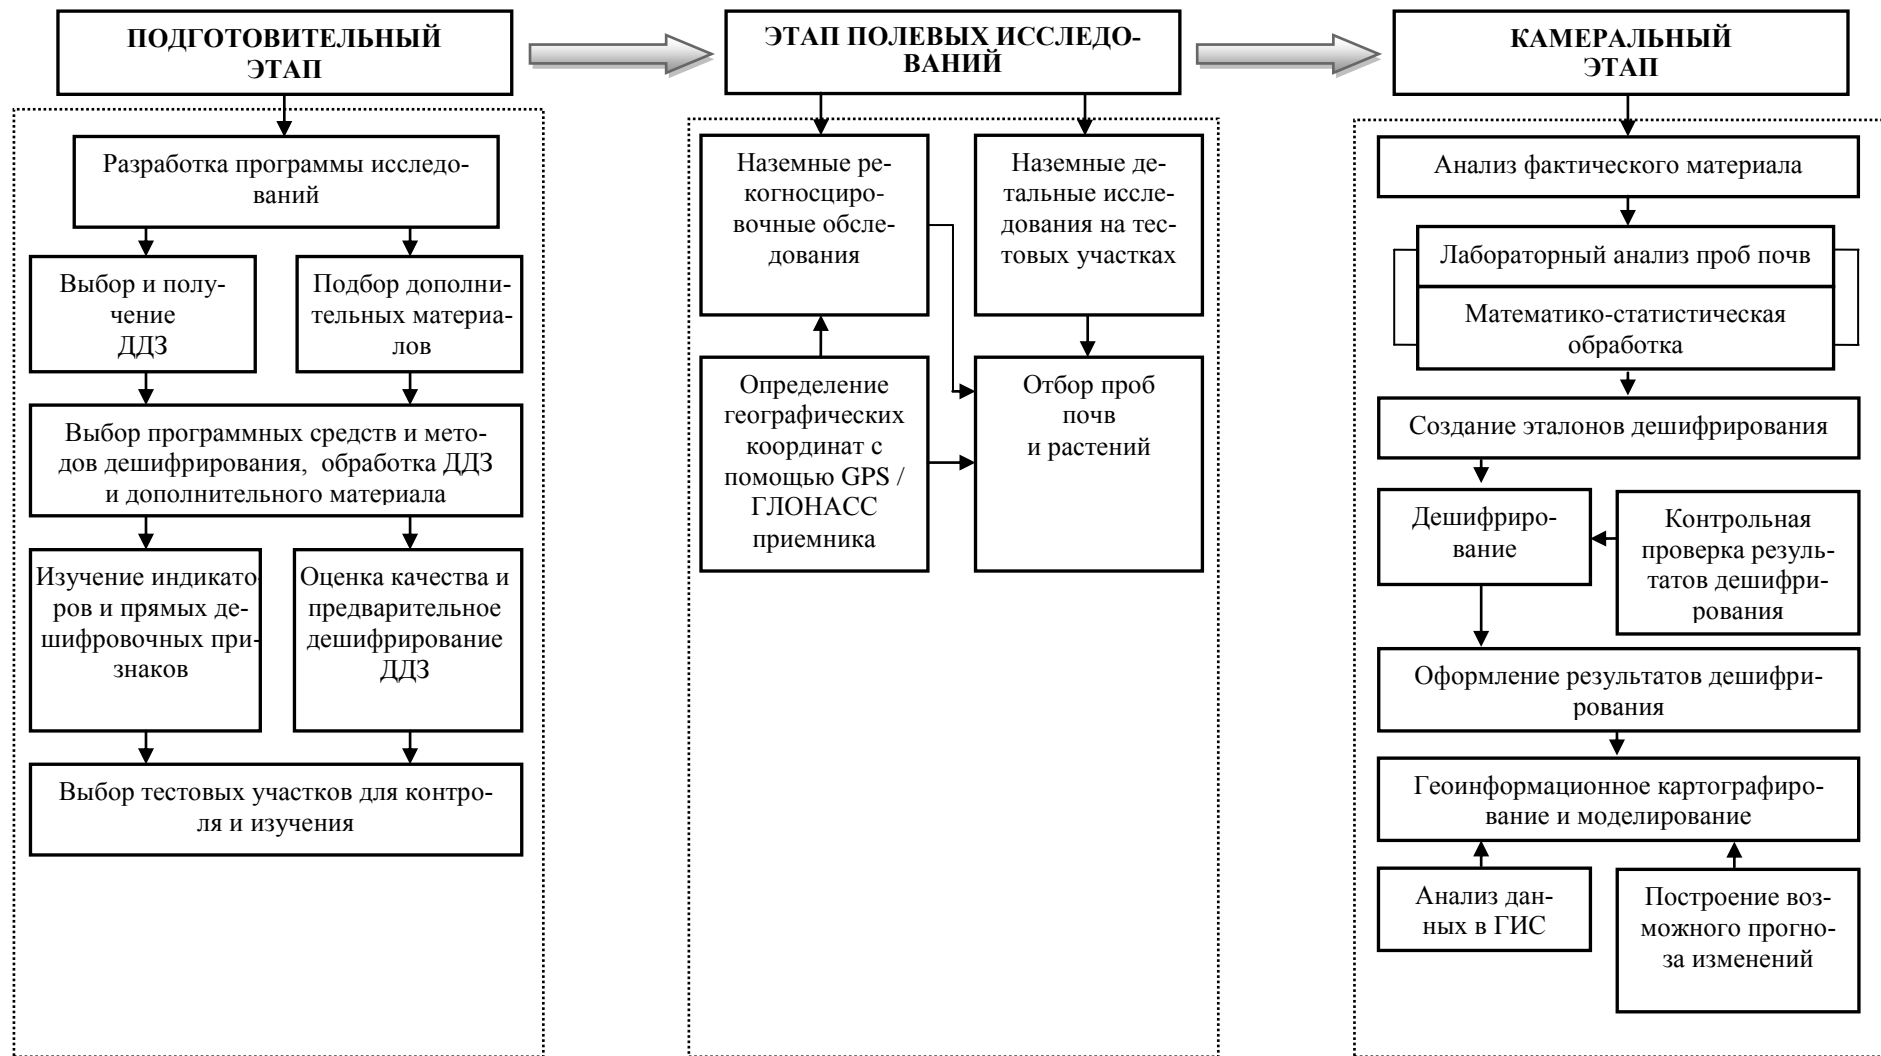 ПОДГОТОВИТЕЛЬНЫЙ
ЭТАП
Разработка программы исследо-
ваний
Выбор и полу-
чение
ДДЗ
Подбор дополни-
тельных материа-
лов
Выбор программных средств и мето-
дов дешифрирования, обработка ДДЗ
и дополнительного материала
Изучение индикато-
ров и прямых де-
шифровочных при-
знаков
Оценка качества и
предварительное
дешифрирование
ДДЗ
Выбор тестовых участков для контро-
ля и изучения
ЭТАП ПОЛЕВЫХ ИССЛЕДО-
ВАНИЙ
Наземные ре-
когносциро-
вочные обсле-
дования
Наземные де-
тальные иссле-
дования на тес-
товых участках
Определение
географических
координат с
помощью GPS /
ГЛОНАСС
приемника
Отбор проб
почв
и растений
КАМЕРАЛЬНЫЙ
ЭТАП
Анализ фактического материала
Лабораторный анализ проб почв
Математико-статистическая
обработка
Создание эталонов дешифрирования
Дешифриро-
вание
Контрольная
проверка резуль-
татов дешифри-
рования
Оформление результатов дешифри-
рования
Геоинформационное картографиро-
вание и моделирование
Анализ дан-
ных в ГИС
Построение воз-
можного прогно-
за изменений